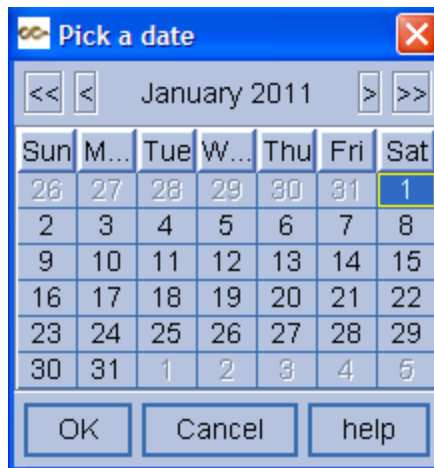 Pick a date
<< < January 2011 > >>
Sun M... Tue W... Thu Fri Sat
26 27 28 29 30 31 1
2 3 4 5 6 7 8
9 10 11 12 13 14 15
16 17 18 19 20 21 22
23 24 25 26 27 28 29
30 31 1 2 3 4 5
OK Cancel help